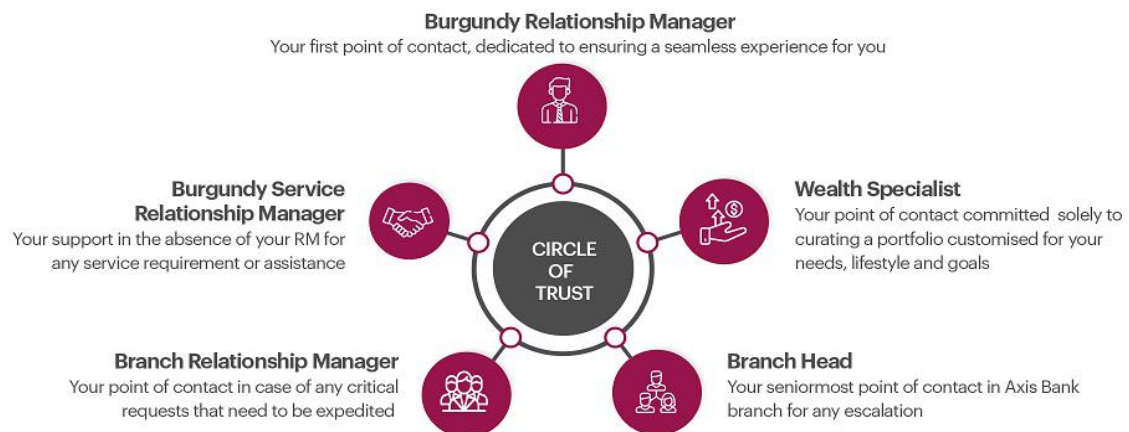 Burgundy Relationship Manager
Your first point of contact, dedicated to ensuring a seamless experience for you
Burgundy Service
Relationship Manager
Your support in the absence of your RM for
any service requirement or assistance
Wealth Specialist
Your point of contact committed solely to
curating a portfolio customised for your
needs, lifestyle and goals
CIRCLE
OF
TRUST
Branch Relationship Manager
Your point of contact in case of any critical
requests that need to be expedited
Branch Head
Your seniormost point of contact in Axis Bank
branch for any escalation